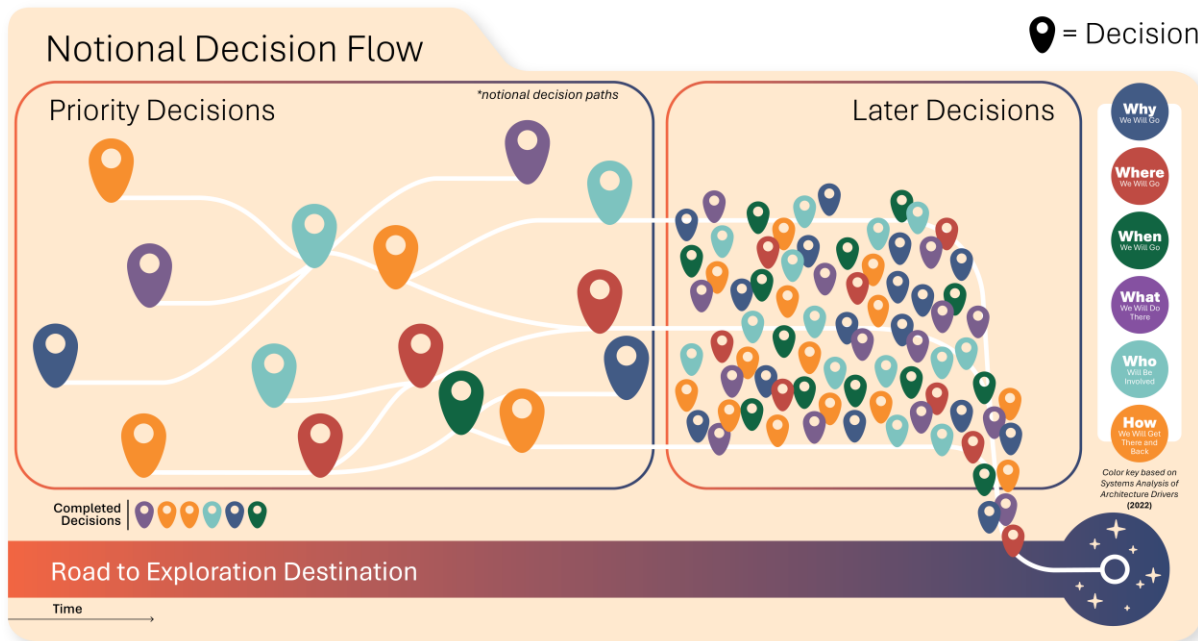 Notional Decision Flow
= Decision
Priority Decisions
*notional decision paths
Later Decisions
Why
We Will Go
Where
We Will Go
When
We Will Go
What
We Will Do
There
Who
Will Be
Involved
How
We Will Get
There and
Back
Color key based on
Systems Analysis of
Architecture Drivers
(2022)
Completed
Decisions
Road to Exploration Destination
Time